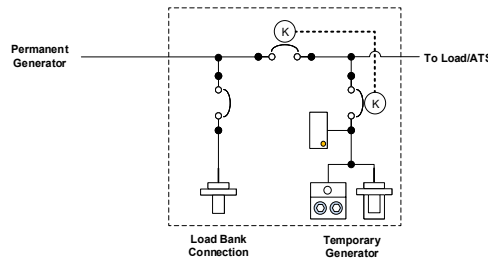 K
Permanent
Generator
To Load/ATS
K
Load Bank
Connection
Temporary
Generator